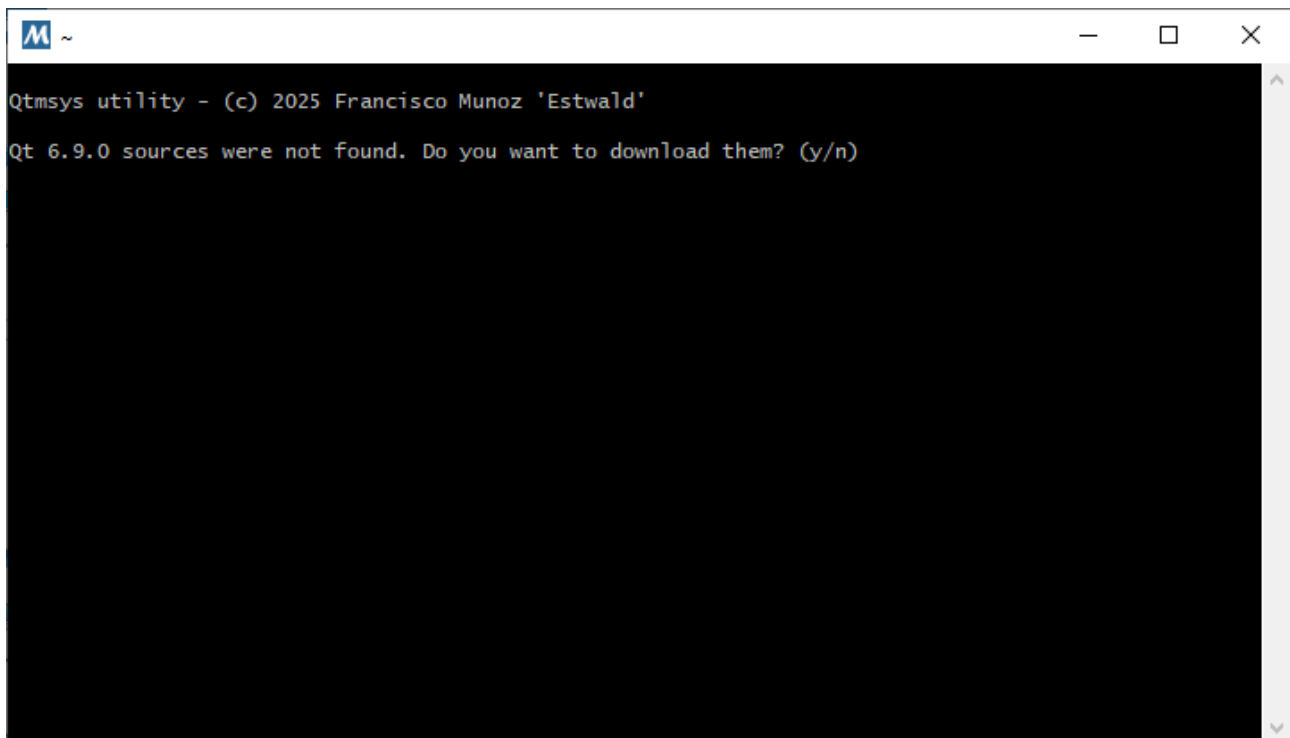 M ~
Qtmsys utility - (c) 2025 Francisco Munoz 'Estwald'
Qt 6.9.0 sources were not found. Do you want to download them? (y/n)